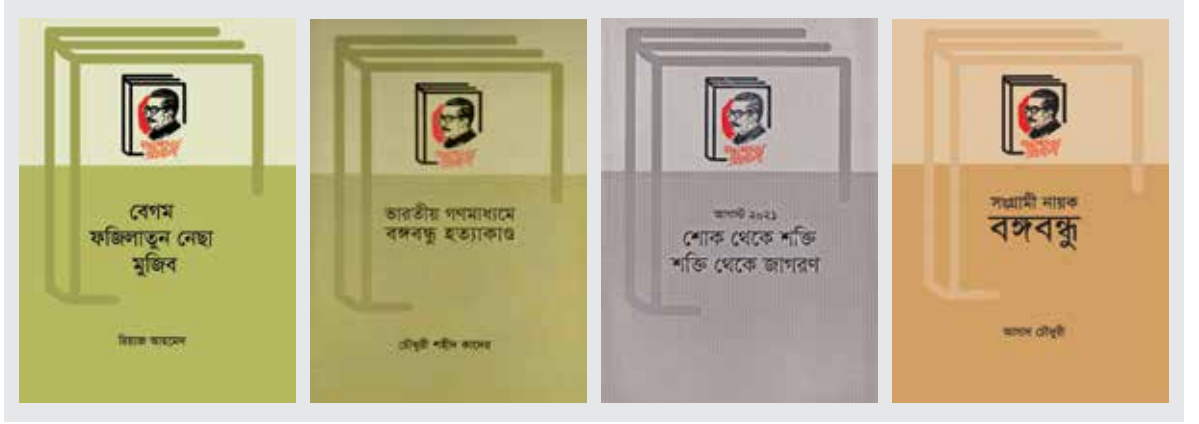 বেগম
ফজিলাতুন নেছা
মুজিব
রিয়াজ আহমেদ
ভারতীয় গণমাধ্যমে
বঙ্গবন্ধু হত্যাকাণ্ড
চৌধুরী শহীদ কাদের
আগস্ট ২০২১
শোক থেকে শক্তি
শক্তি থেকে জাগরণ
সংগ্রামী নায়ক
বঙ্গবন্ধু
আসাদ চৌধুরী